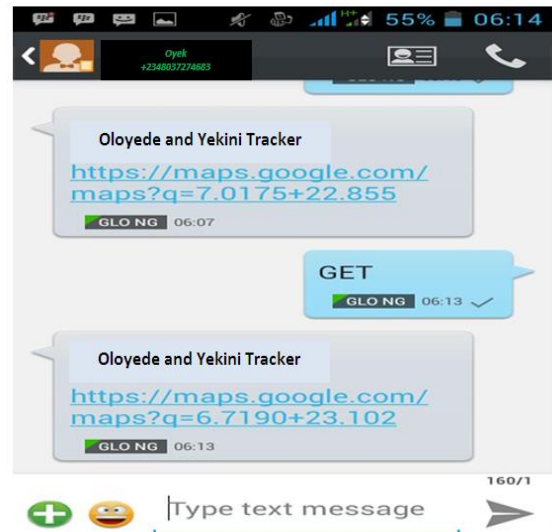 H+ 55% 06:14
Oyek
+2348037274683
Oloyede and Yekini Tracker
https://maps.google.com/
maps?q=7.0175+22.855
GLO NG 06:07
GET
GLO NG 06:13
Oloyede and Yekini Tracker
https://maps.google.com/
maps?q=6.7190+23.102
GLO NG 06:13
160/1
Type text message